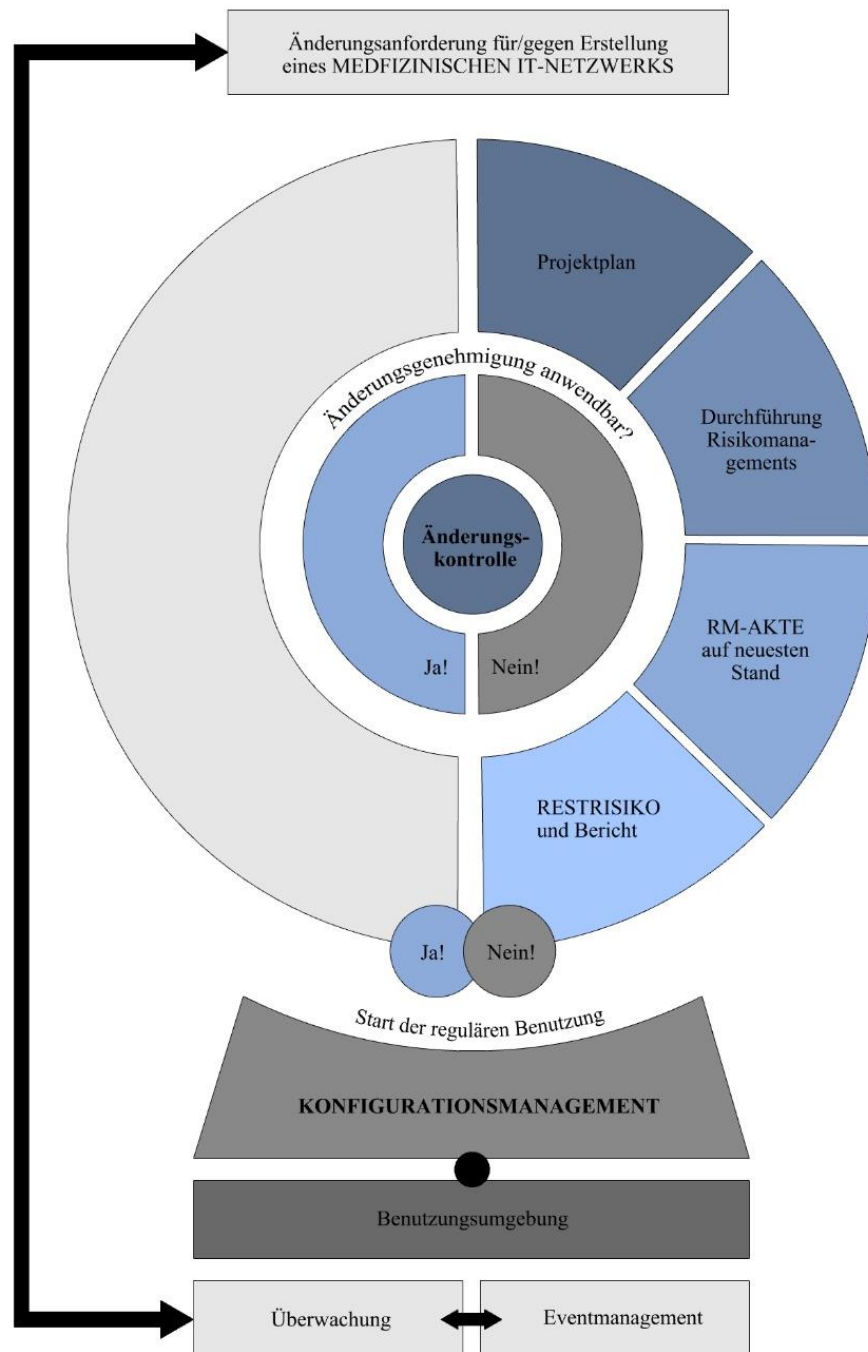 Änderungsanforderung für/gegen Erstellung
eines MEDFIZINISCHEN IT-NETZWERKS
Projektplan
Änderungsgenehmigung anwendbar?
Durchführung
Risikomana-
gements
Änderungs-
kontrolle
RM-AKTE
auf neuesten
Stand
Ja!
Nein!
RESTRISIKO
und Bericht
Ja!
Nein!
Start der regulären Benutzung
KONFIGURATIONSMANAGEMENT
Benutzungsumgebung
Überwachung
Eventmanagement